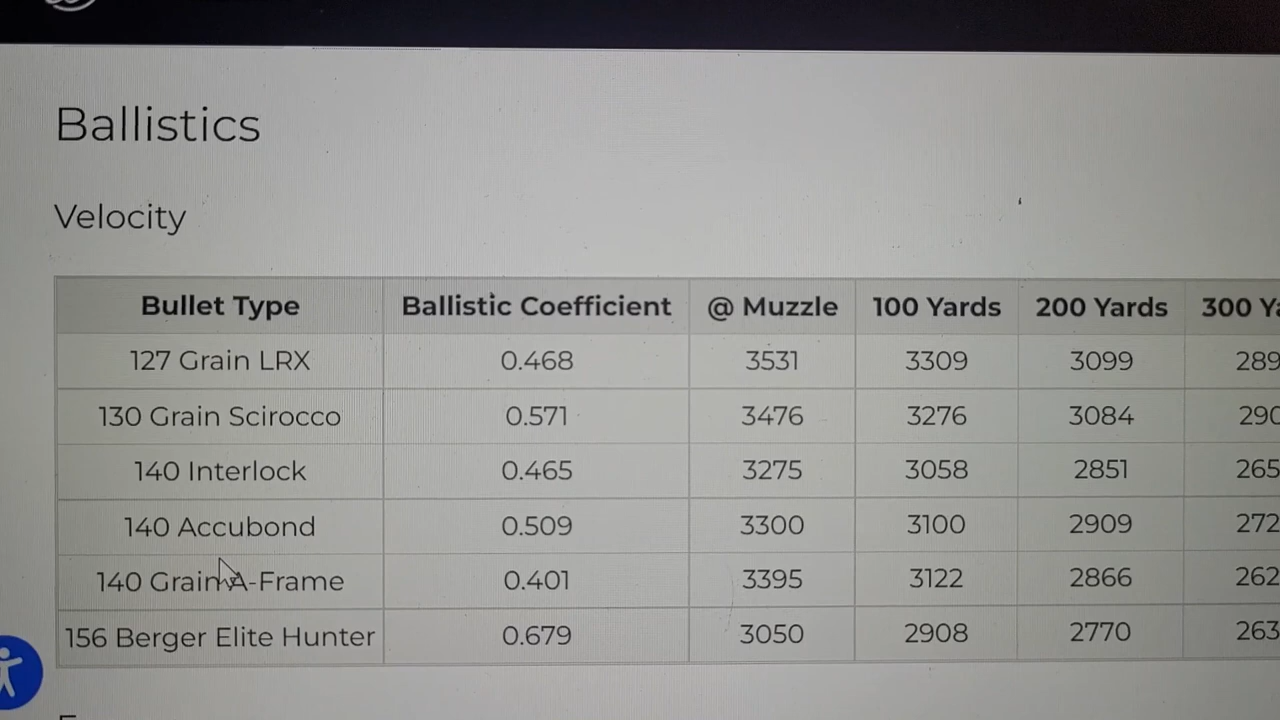 Ballistics
Velocity
Bullet Type Ballistic Coefficient @ Muzzle 100 Yards 200 Yards 300
127 Grain LRX 0.468 3531 3309 3099
130 Grain Scirocco 0.571 3476 3276 3084
140 Interlock 0.465 3275 3058 2851
140 Accubond 0.509 3300 3100 2909
140 Grain A-Frame 0.401 3395 3122 2866
156 Berger Elite Hunter 0.679 3050 2908 2770